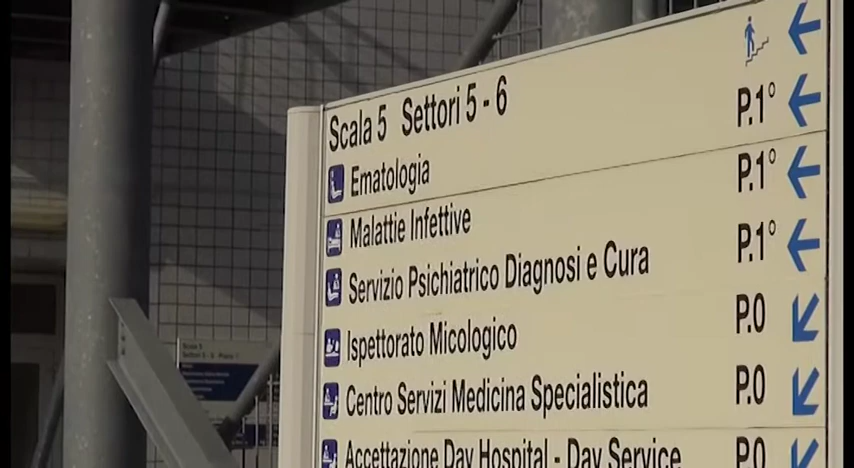 Scala 5 Settori 5 - 6
Ematologia P.1°
Malattie Infettive P.1°
Servizio Psichiatrico Diagnosi e Cura P.1°
Ispettorato Micologico P.0
Centro Servizi Medicina Specialistica P.0
Accettazione Day Hospital - Day Service P.0